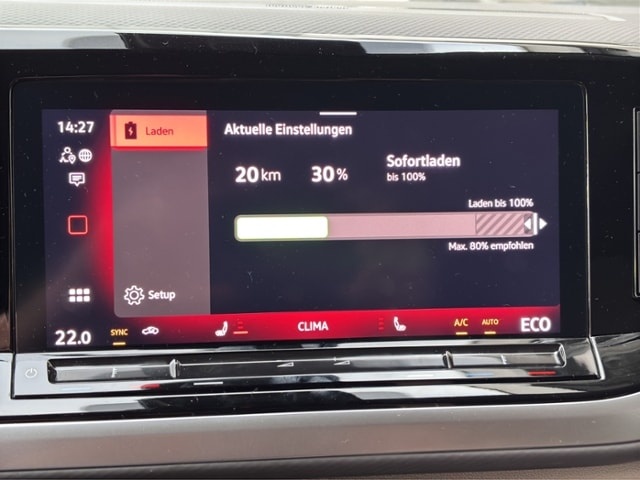 14:27
Laden
Aktuelle Einstellungen
20 km 30 %
Sofortladen
bis 100%
Laden bis 100%
Max. 80% empfohlen
Setup
22.0 SYNC CLIMA A/C AUTO ECO